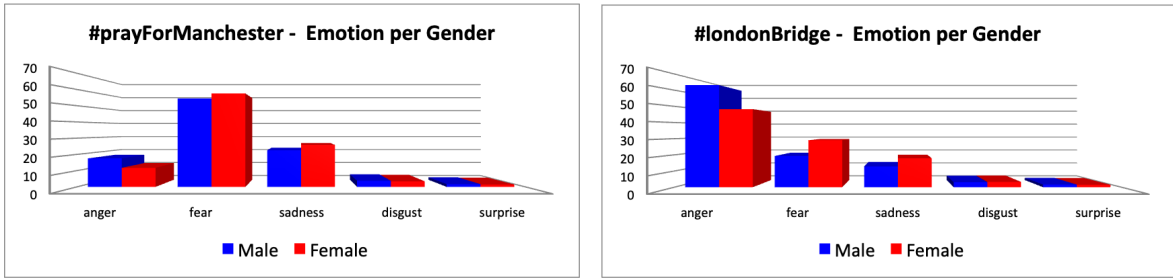 #prayForManchester - Emotion per Gender
70
60
50
40
30
20
10
0
anger fear sadness disgust surprise
Male Female
#londonBridge - Emotion per Gender
70
60
50
40
30
20
10
0
anger fear sadness disgust surprise
Male Female